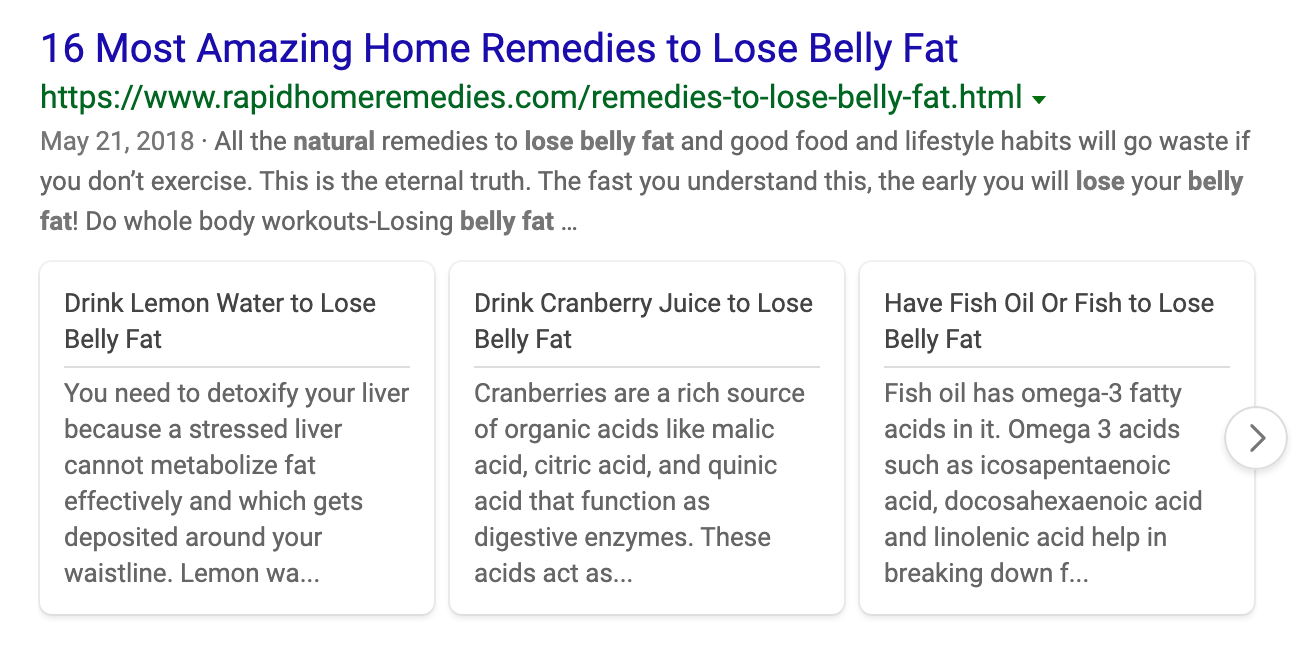 16 Most Amazing Home Remedies to Lose Belly Fat
https://www.rapidhomeremedies.com/remedies-to-lose-belly-fat.html
May 21, 2018 · All the natural remedies to lose belly fat and good food and lifestyle habits will go waste if
you don’t exercise. This is the eternal truth. The fast you understand this, the early you will lose your belly
fat! Do whole body workouts-Losing belly fat ...
Drink Lemon Water to Lose
Belly Fat
You need to detoxify your liver
because a stressed liver
cannot metabolize fat
effectively and which gets
deposited around your
waistline. Lemon wa...
Drink Cranberry Juice to Lose
Belly Fat
Cranberries are a rich source
of organic acids like malic
acid, citric acid, and quinic
acid that function as
digestive enzymes. These
acids act as...
Have Fish Oil Or Fish to Lose
Belly Fat
Fish oil has omega-3 fatty
acids in it. Omega 3 acids
such as icosapentaenoic
acid, docosahexaenoic acid
and linolenic acid help in
breaking down f...